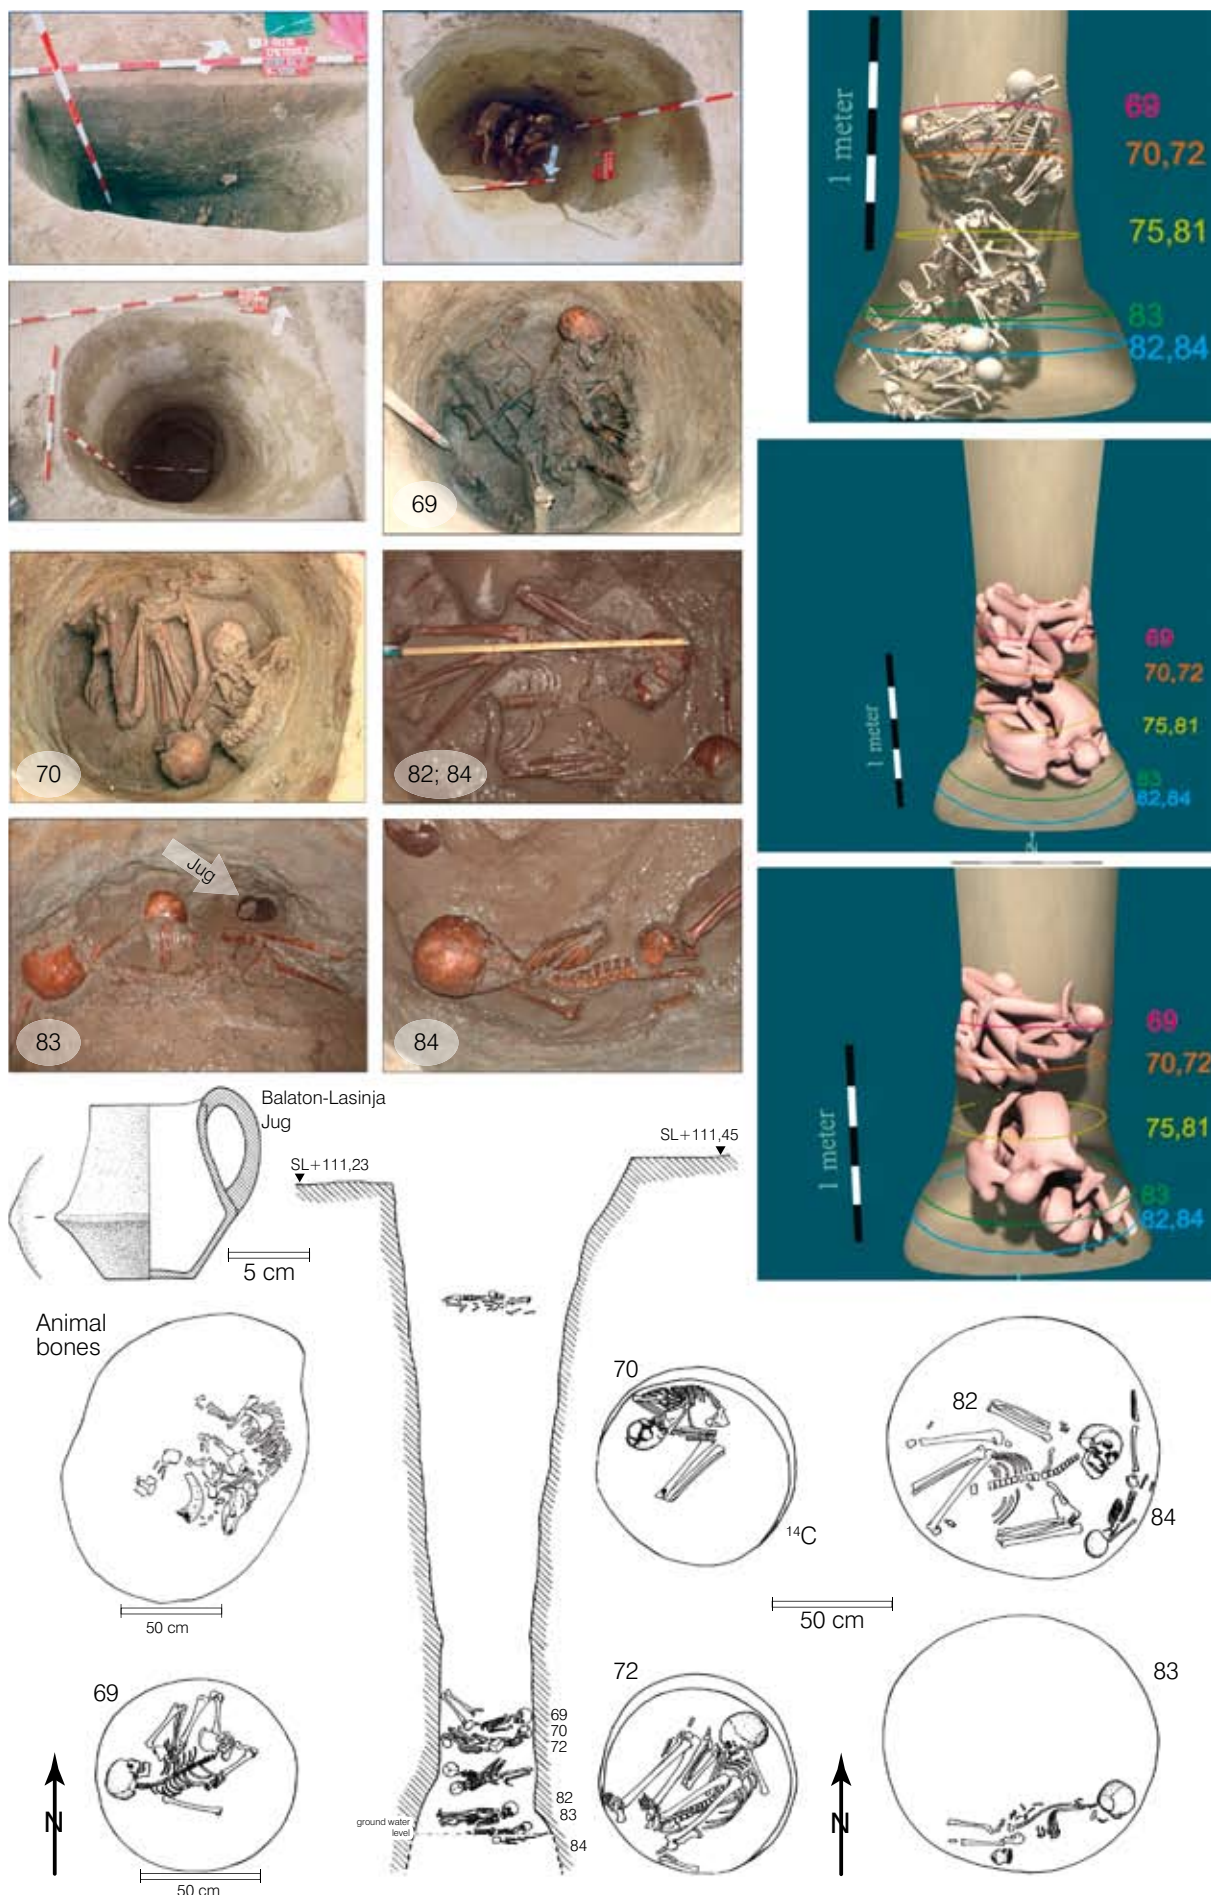 69
70
82; 84
Jug
83
84
1 meter
69
70,72
75,81
83
82,84
1 meter
69
70,72
75,81
83
82,84
1 meter
69
70,72
75,81
83
82,84
Balaton-Lasinja
Jug
5 cm
SL+111,23
SL+111,45
Animal
bones
50 cm
69
N
50 cm
69
70
72
82
83
84
ground water
level
70
14C
50 cm
72
N
82
84
83